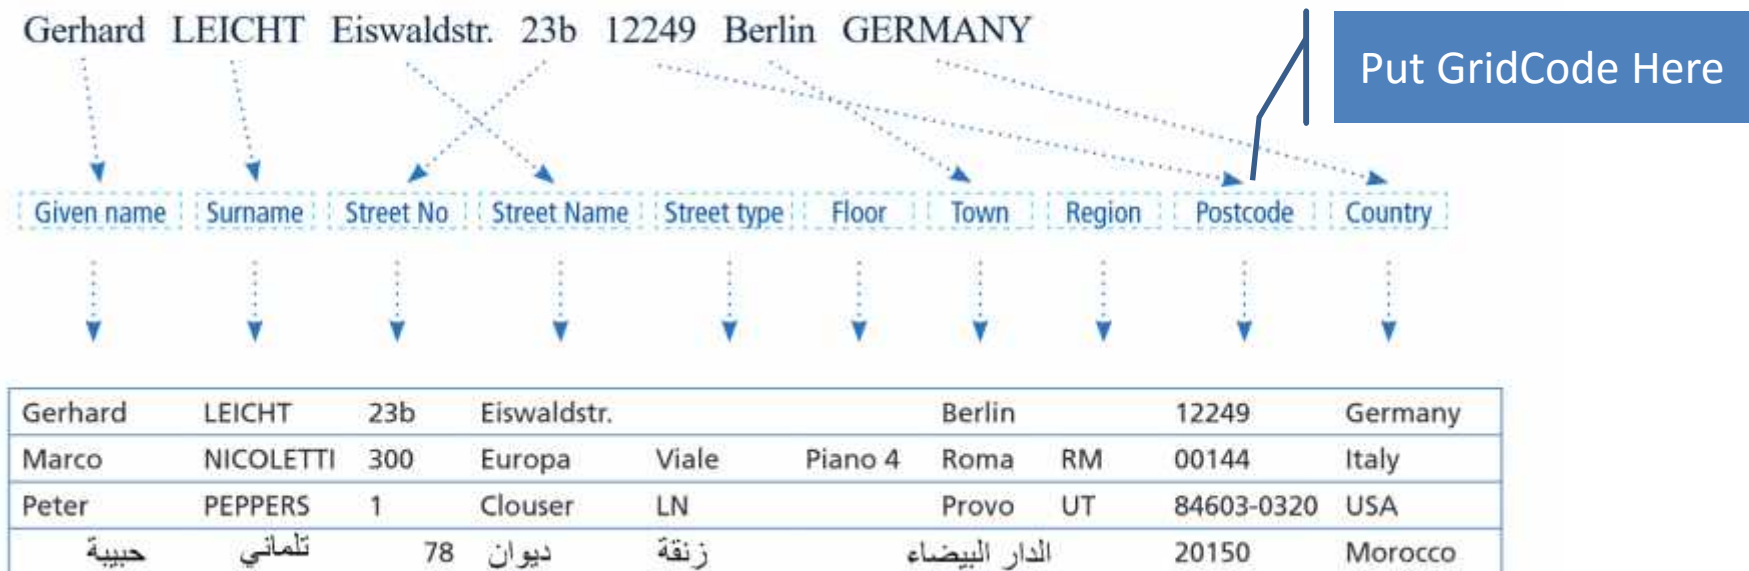 Gerhard LEICHT Eiswaldstr. 23b 12249 Berlin GERMANY
Put GridCode Here
Given name Surname Street No Street Name Street type Floor Town Region Postcode Country
Gerhard LEICHT 23b Eiswaldstr. Berlin 12249 Germany
Marco NICOLETTI 300 Europa Viale Piano 4 Roma RM 00144 Italy
Peter PEPPERS 1 Clouser LN Provo UT 84603-0320 USA
حبيبة تلماني 78 ديوان زنقة الدار البيضاء 20150 Morocco